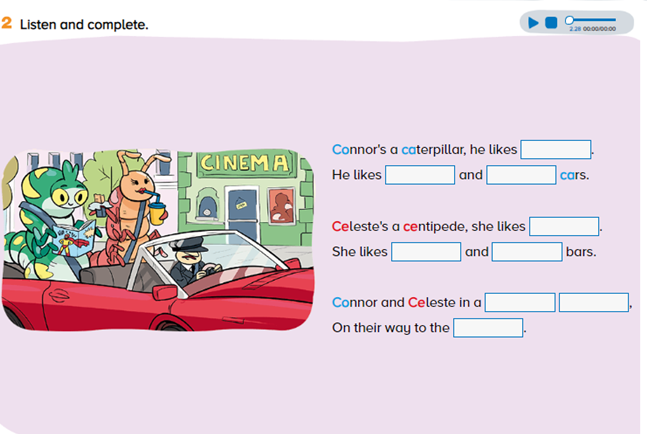 2 Listen and complete.
2.28 00:00/00:00
CINEMA
Connor's a caterpillar, he likes .
He likes and cars.
Celeste's a centipede, she likes .
She likes and bars.
Connor and Celeste in a ,
On their way to the .